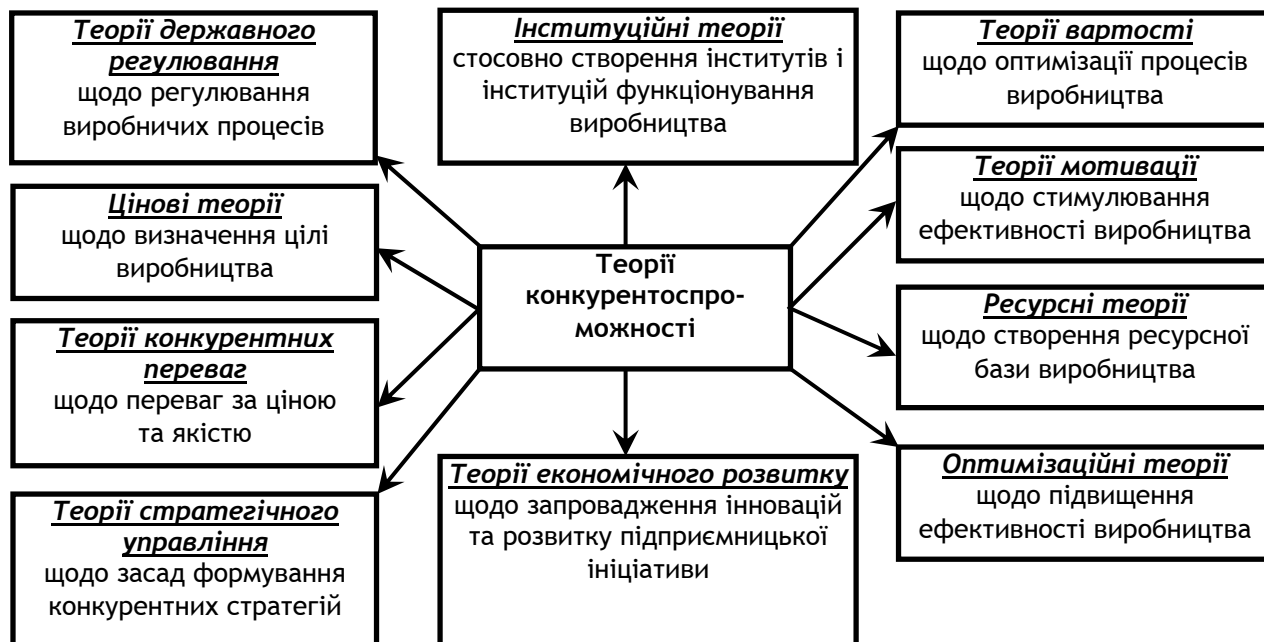 Теорії державного
регулювання
щодо регулювання
виробничих процесів
Інституційні теорії
стосовно створення інститутів і
інституцій функціонування
виробництва
Теорії вартості
щодо оптимізації процесів
виробництва
Цінові теорії
щодо визначення цілі
виробництва
Теорії
конкурентоспро-
можності
Теорії мотивації
щодо стимулювання
ефективності виробництва
Теорії конкурентних
переваг
щодо переваг за ціною
та якістю
Ресурсні теорії
щодо створення ресурсної
бази виробництва
Теорії стратегічного
управління
щодо засад формування
конкурентних стратегій
Теорії економічного розвитку
щодо запровадження інновацій
та розвитку підприємницької
ініціативи
Оптимізаційні теорії
щодо підвищення
ефективності виробництва